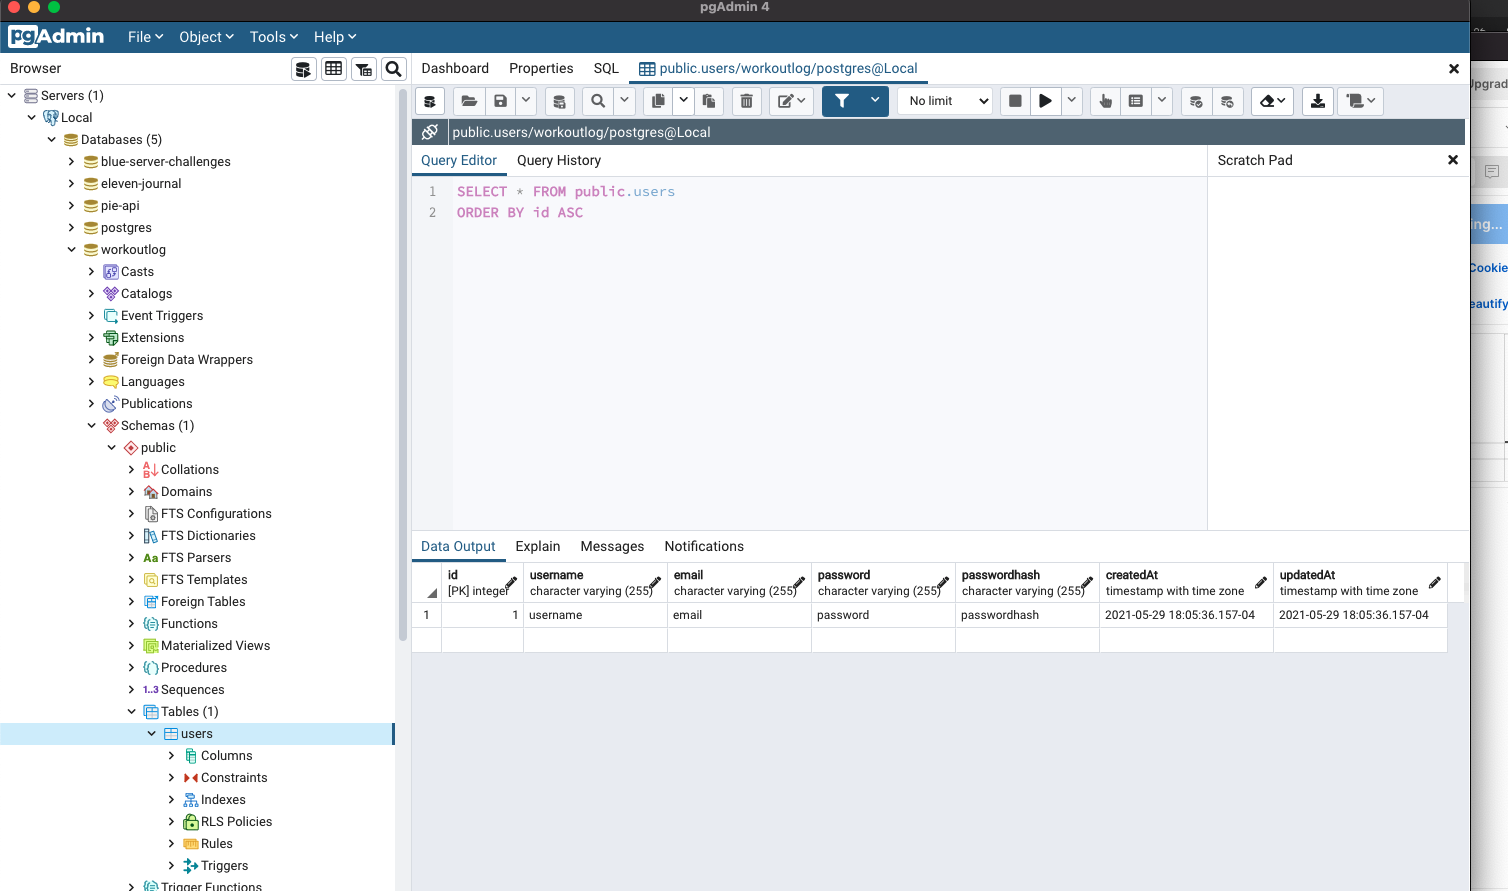 pgAdmin 4
pgAdmin File Object Tools Help
Browser
Dashboard Properties SQL public.users/workoutlog/postgres@Local
Servers (1)
Local
Databases (5)
blue-server-challenges
eleven-journal
pie-api
postgres
workoutlog
Casts
Catalogs
Event Triggers
Extensions
Foreign Data Wrappers
Languages
Publications
Schemas (1)
public
Collations
Domains
FTS Configurations
FTS Dictionaries
Aa FTS Parsers
FTS Templates
Foreign Tables
Functions
Materialized Views
Procedures
1..3 Sequences
Tables (1)
users
Columns
Constraints
Indexes
RLS Policies
Rules
Triggers
Trigger Functions
No limit
public.users/workoutlog/postgres@Local
Query Editor Query History
Scratch Pad
1 SELECT * FROM public.users
2 ORDER BY id ASC
Data Output Explain Messages Notifications
id username email password passwordhash createdAt updatedAt
[PK] integer character varying (255) character varying (255) character varying (255) character varying (255) timestamp with time zone timestamp with time zone
1 1 username email password passwordhash 2021-05-29 18:05:36.157-04 2021-05-29 18:05:36.157-04
Upgrad
ing...
Cookie
eautify